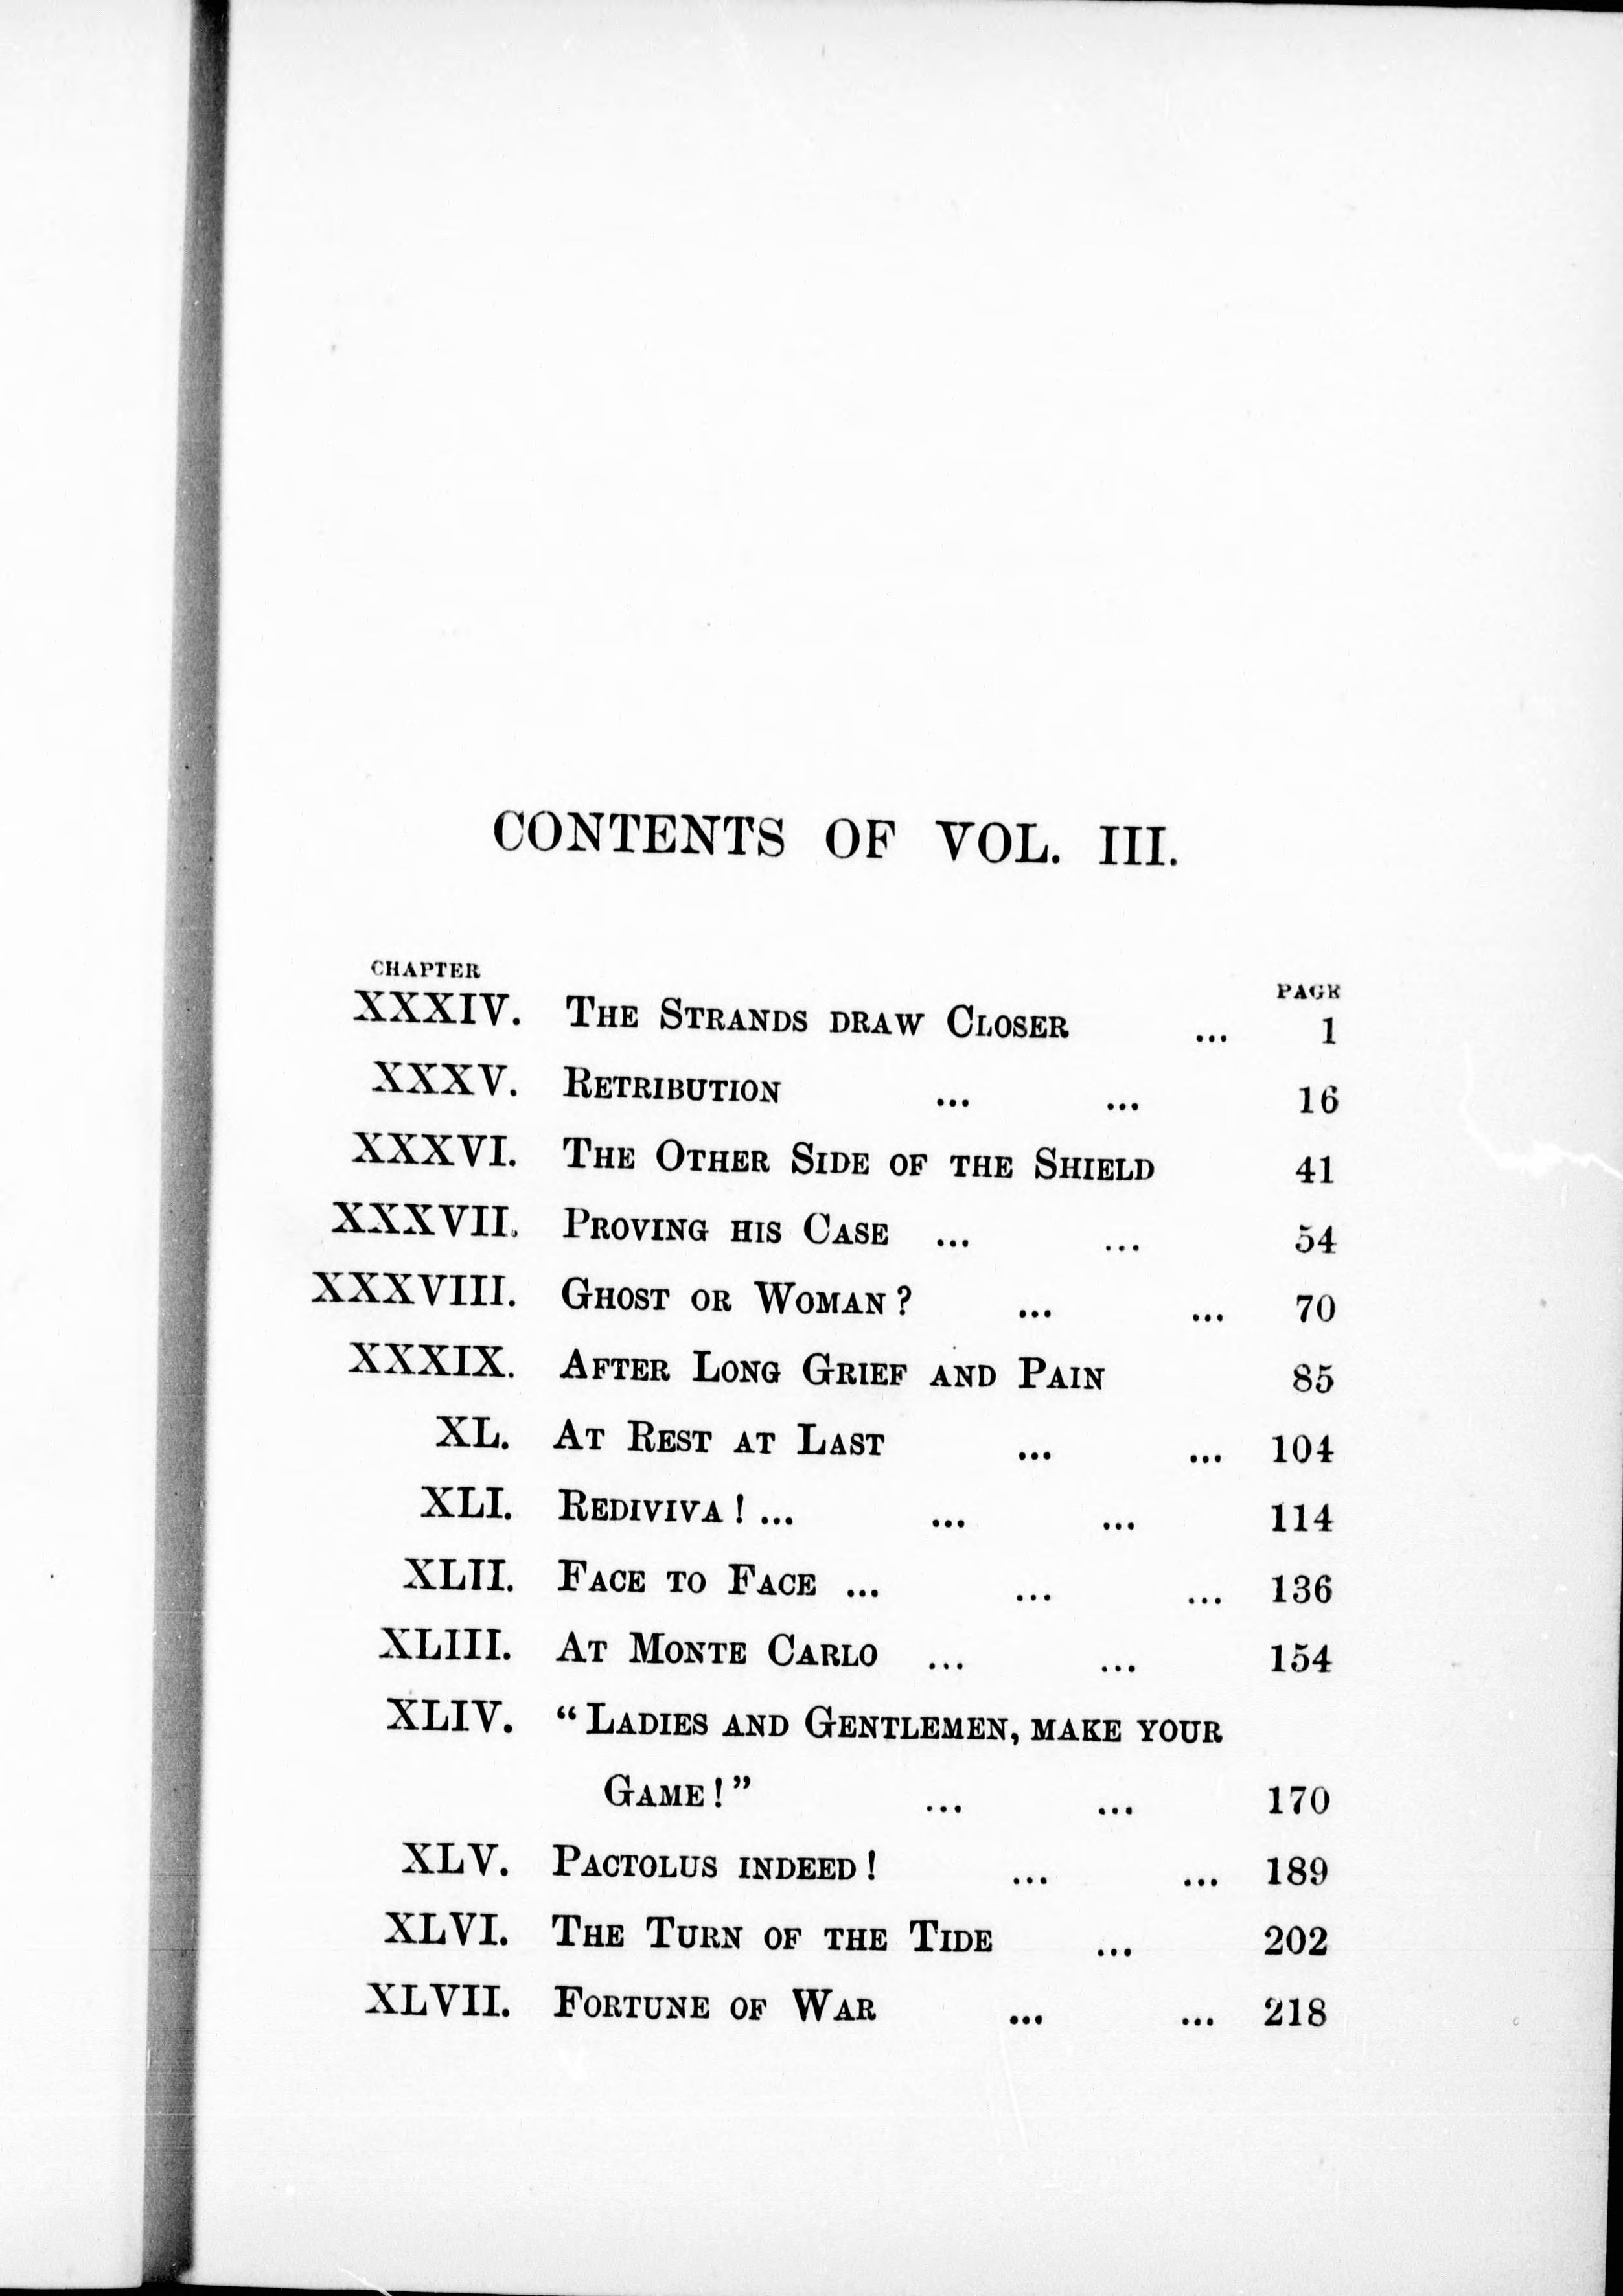 CONTENTS OF VOL. III.
CHAPTER PAGE
XXXIV. THE STRANDS DRAW CLOSER ... 1
XXXV. RETRIBUTION ... ... 16
XXXVI. THE OTHER SIDE OF THE SHIELD 41
XXXVII. PROVING HIS CASE ... ... 54
XXXVIII. GHOST OR WOMAN? ... ... 70
XXXIX. AFTER LONG GRIEF AND PAIN 85
XL. AT REST AT LAST ... ... 104
XLI. REDIVIVA! ... ... ... 114
XLII. FACE TO FACE ... ... ... 136
XLIII. AT MONTE CARLO ... ... 154
XLIV. "LADIES AND GENTLEMEN, MAKE YOUR
GAME!" ... ... 170
XLV. PACTOLUS INDEED! ... ... 189
XLVI. THE TURN OF THE TIDE ... 202
XLVII. FORTUNE OF WAR ... ... 218